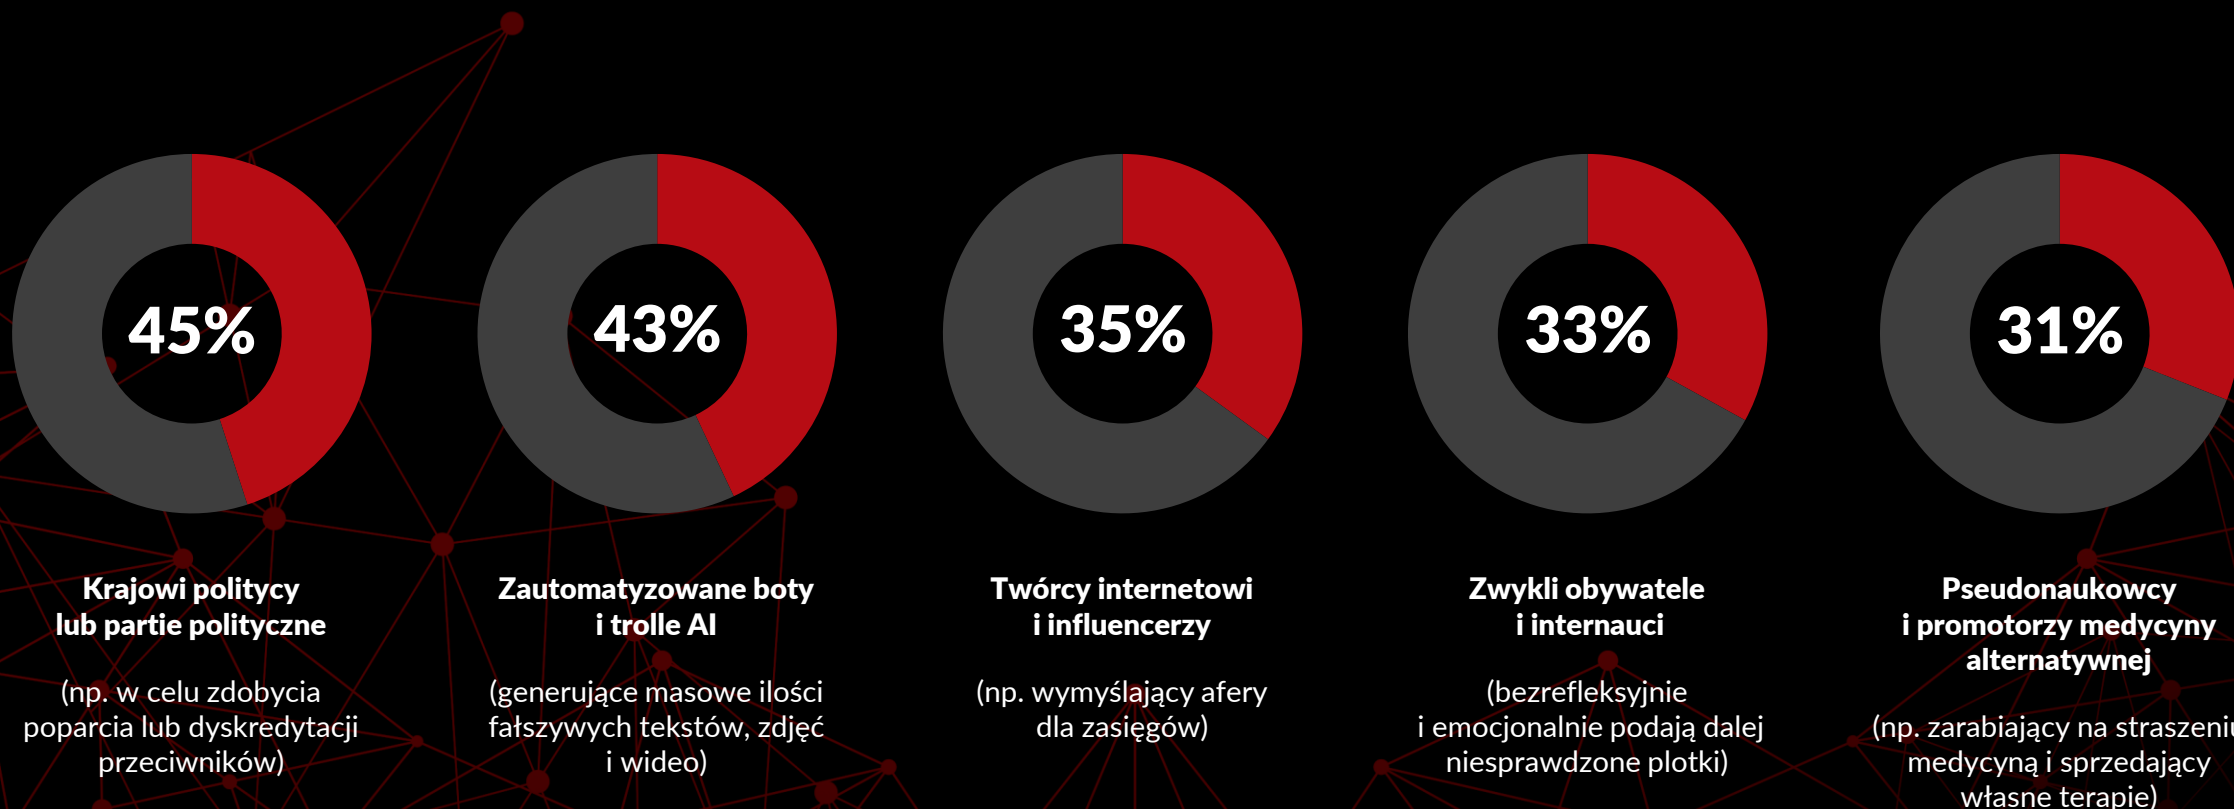 45%
43%
35%
33%
31%
Krajowi politycy
lub partie polityczne
(np. w celu zdobycia
poparcia lub dyskredytacji
przeciwników)
Zautomatyzowane boty
i trolle AI
(generujące masowe ilości
fałszywych tekstów, zdjęć
i wideo)
Twórcy internetowi
i influencerzy
(np. wymyślający afery
dla zasięgów)
Zwykli obywatele
i internauci
(bezrefleksyjnie
i emocjonalnie podają dalej
niesprawdzone plotki)
Pseudonaukowcy
i promotorzy medycyny
alternatywnej
(np. zarabiający na straszeniu
medycyną i sprzedający
własne terapie)